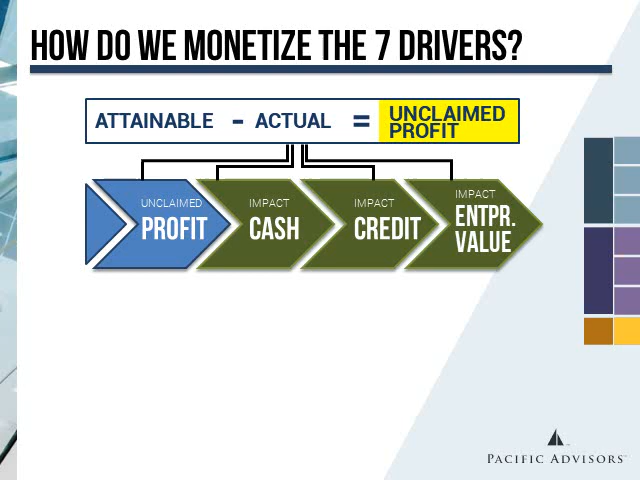 HOW DO WE MONETIZE THE 7 DRIVERS?
ATTAINABLE - ACTUAL = UNCLAIMED PROFIT
UNCLAIMED
PROFIT
IMPACT
CASH
IMPACT
CREDIT
IMPACT
ENTPR.
VALUE
PACIFIC ADVISORS